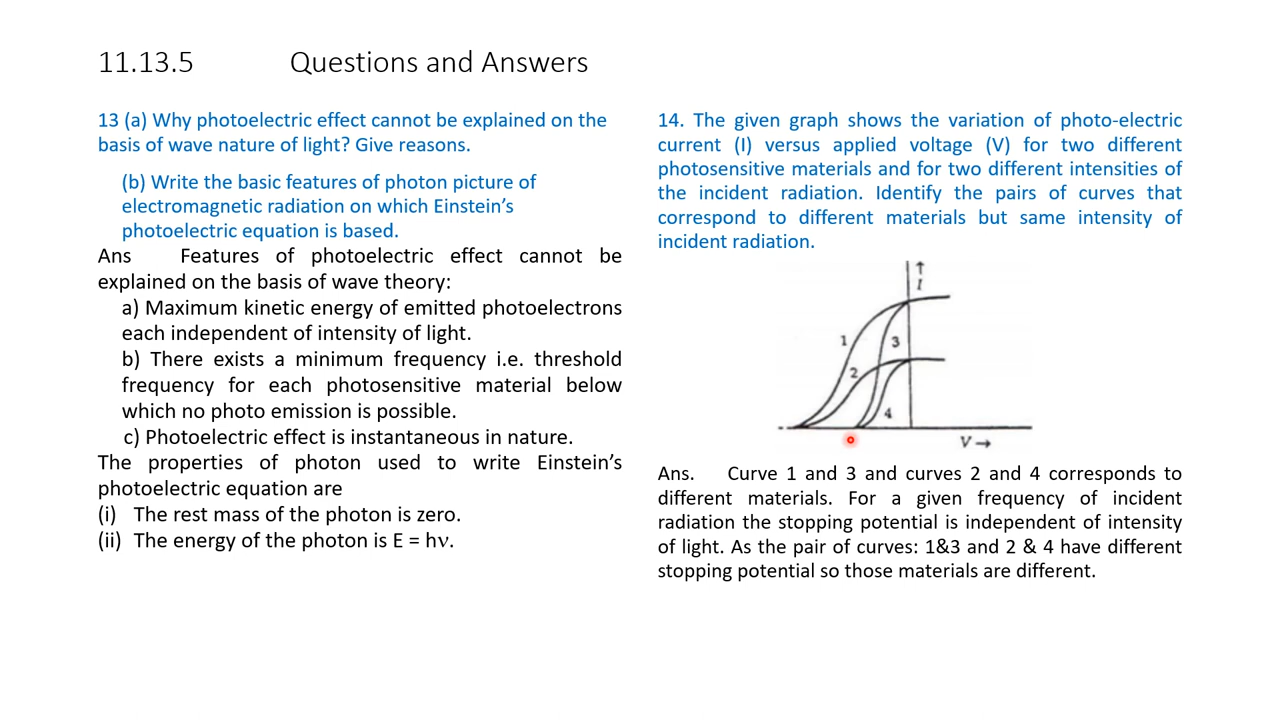 11.13.5 Questions and Answers
13 (a) Why photoelectric effect cannot be explained on the
basis of wave nature of light? Give reasons.
(b) Write the basic features of photon picture of
electromagnetic radiation on which Einstein’s
photoelectric equation is based.
Ans Features of photoelectric effect cannot be
explained on the basis of wave theory:
a) Maximum kinetic energy of emitted photoelectrons
each independent of intensity of light.
b) There exists a minimum frequency i.e. threshold
frequency for each photosensitive material below
which no photo emission is possible.
c) Photoelectric effect is instantaneous in nature.
The properties of photon used to write Einstein’s
photoelectric equation are
(i) The rest mass of the photon is zero.
(ii) The energy of the photon is E = hν.
14. The given graph shows the variation of photo-electric
current (I) versus applied voltage (V) for two different
photosensitive materials and for two different intensities of
the incident radiation. Identify the pairs of curves that
correspond to different materials but same intensity of
incident radiation.
I
1
3
2
4
V→
Ans. Curve 1 and 3 and curves 2 and 4 corresponds to
different materials. For a given frequency of incident
radiation the stopping potential is independent of intensity
of light. As the pair of curves: 1&3 and 2 & 4 have different
stopping potential so those materials are different.